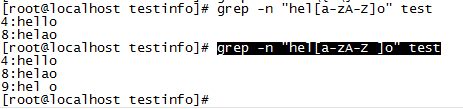 [root@localhost testinfo]# grep -n "hel[a-zA-Z]o" test
4:hello
8:helao
[root@localhost testinfo]# grep -n "hel[a-zA-Z ]o" test
4:hello
8:helao
9:hel o
[root@localhost testinfo]#